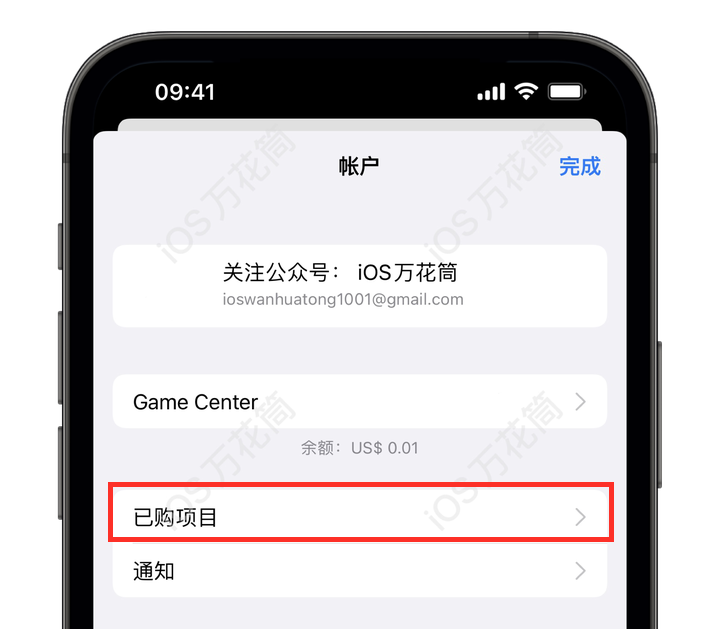 09:41
帐户
完成
关注公众号： iOS万花筒
ioswanhuatong1001@gmail.com
Game Center
余额：US$ 0.01
已购项目
通知
iOS万花筒
iOS万花筒
iOS万花筒
iOS万花筒